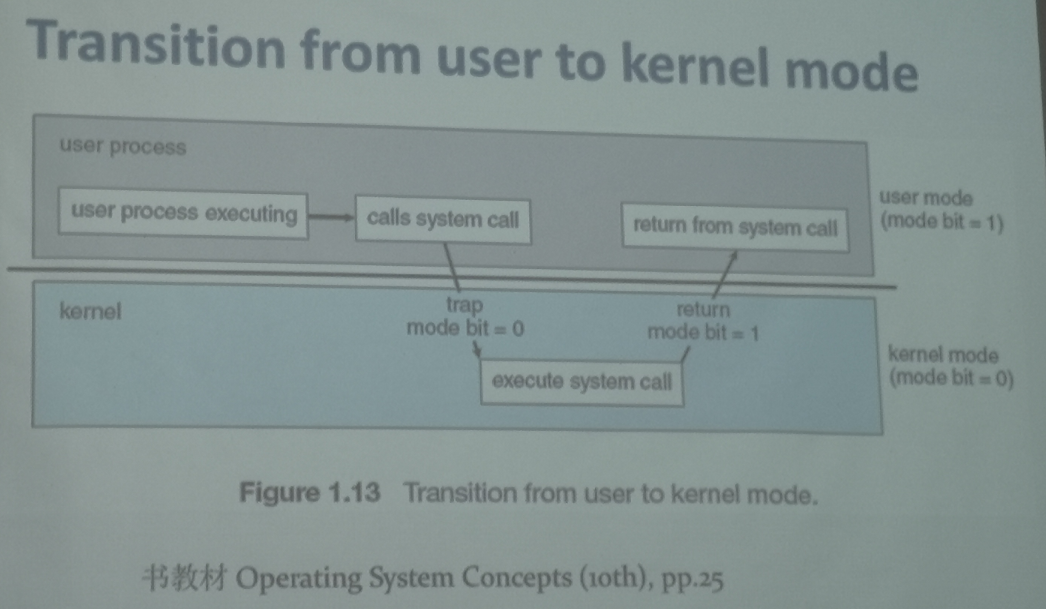 Transition from user to kernel mode
user process
user process executing
calls system call
return from system call
user mode
(mode bit = 1)
kernel
trap
mode bit = 0
return
mode bit = 1
execute system call
kernel mode
(mode bit = 0)
Figure 1.13 Transition from user to kernel mode.
书教材 Operating System Concepts (10th), pp.25